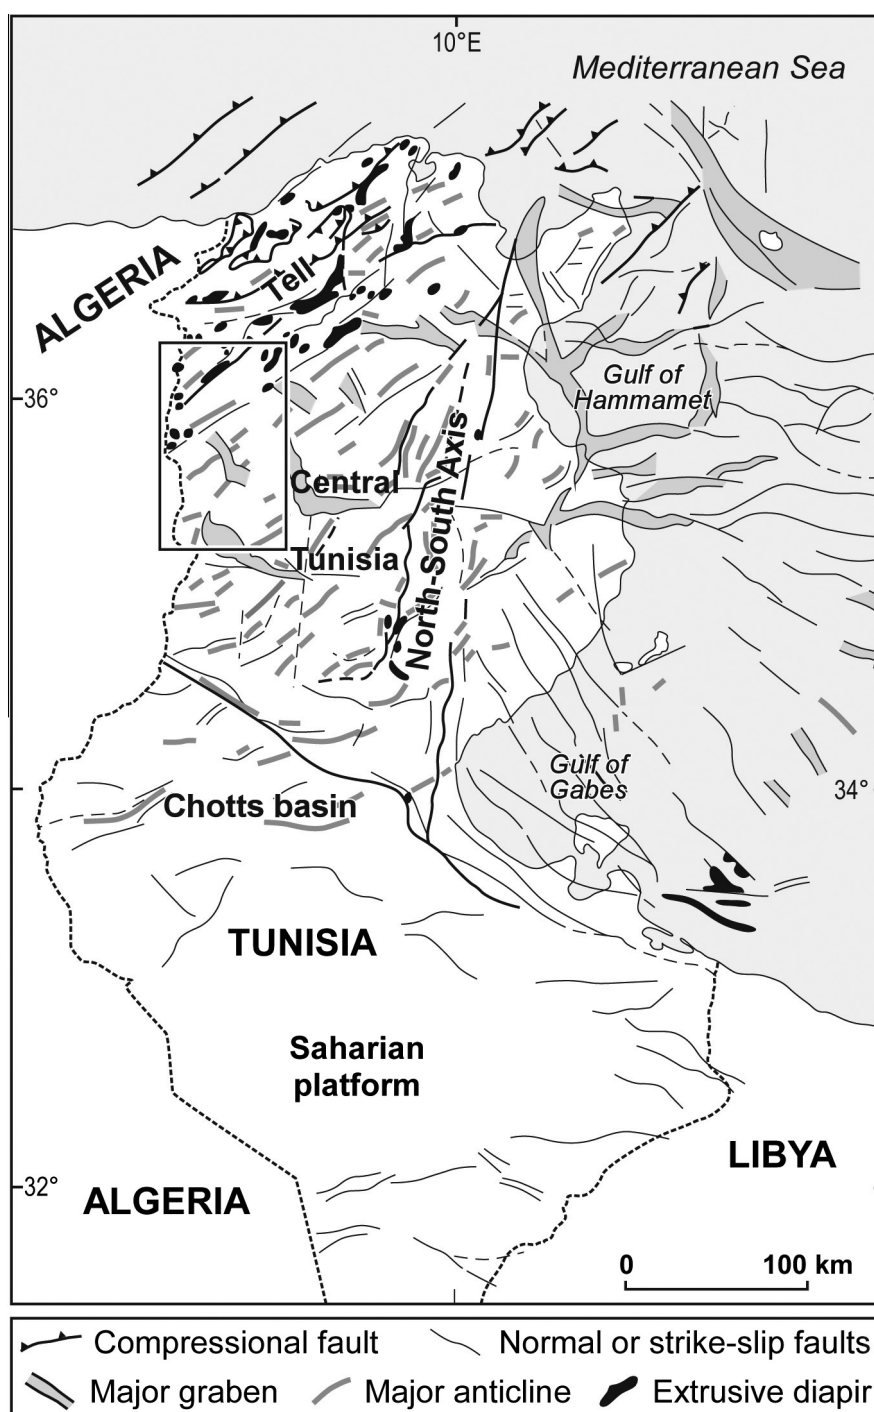 10°E
Mediterranean Sea
ALGERIA
Tell
36°
Gulf of
Hammamet
Central
North-South Axis
Tunisia
Gulf of
Gabes
34°
Chotts basin
TUNISIA
Saharian
platform
LIBYA
32°
ALGERIA
0 100 km
Compressional fault
Normal or strike-slip faults
Major graben
Major anticline
Extrusive diapir